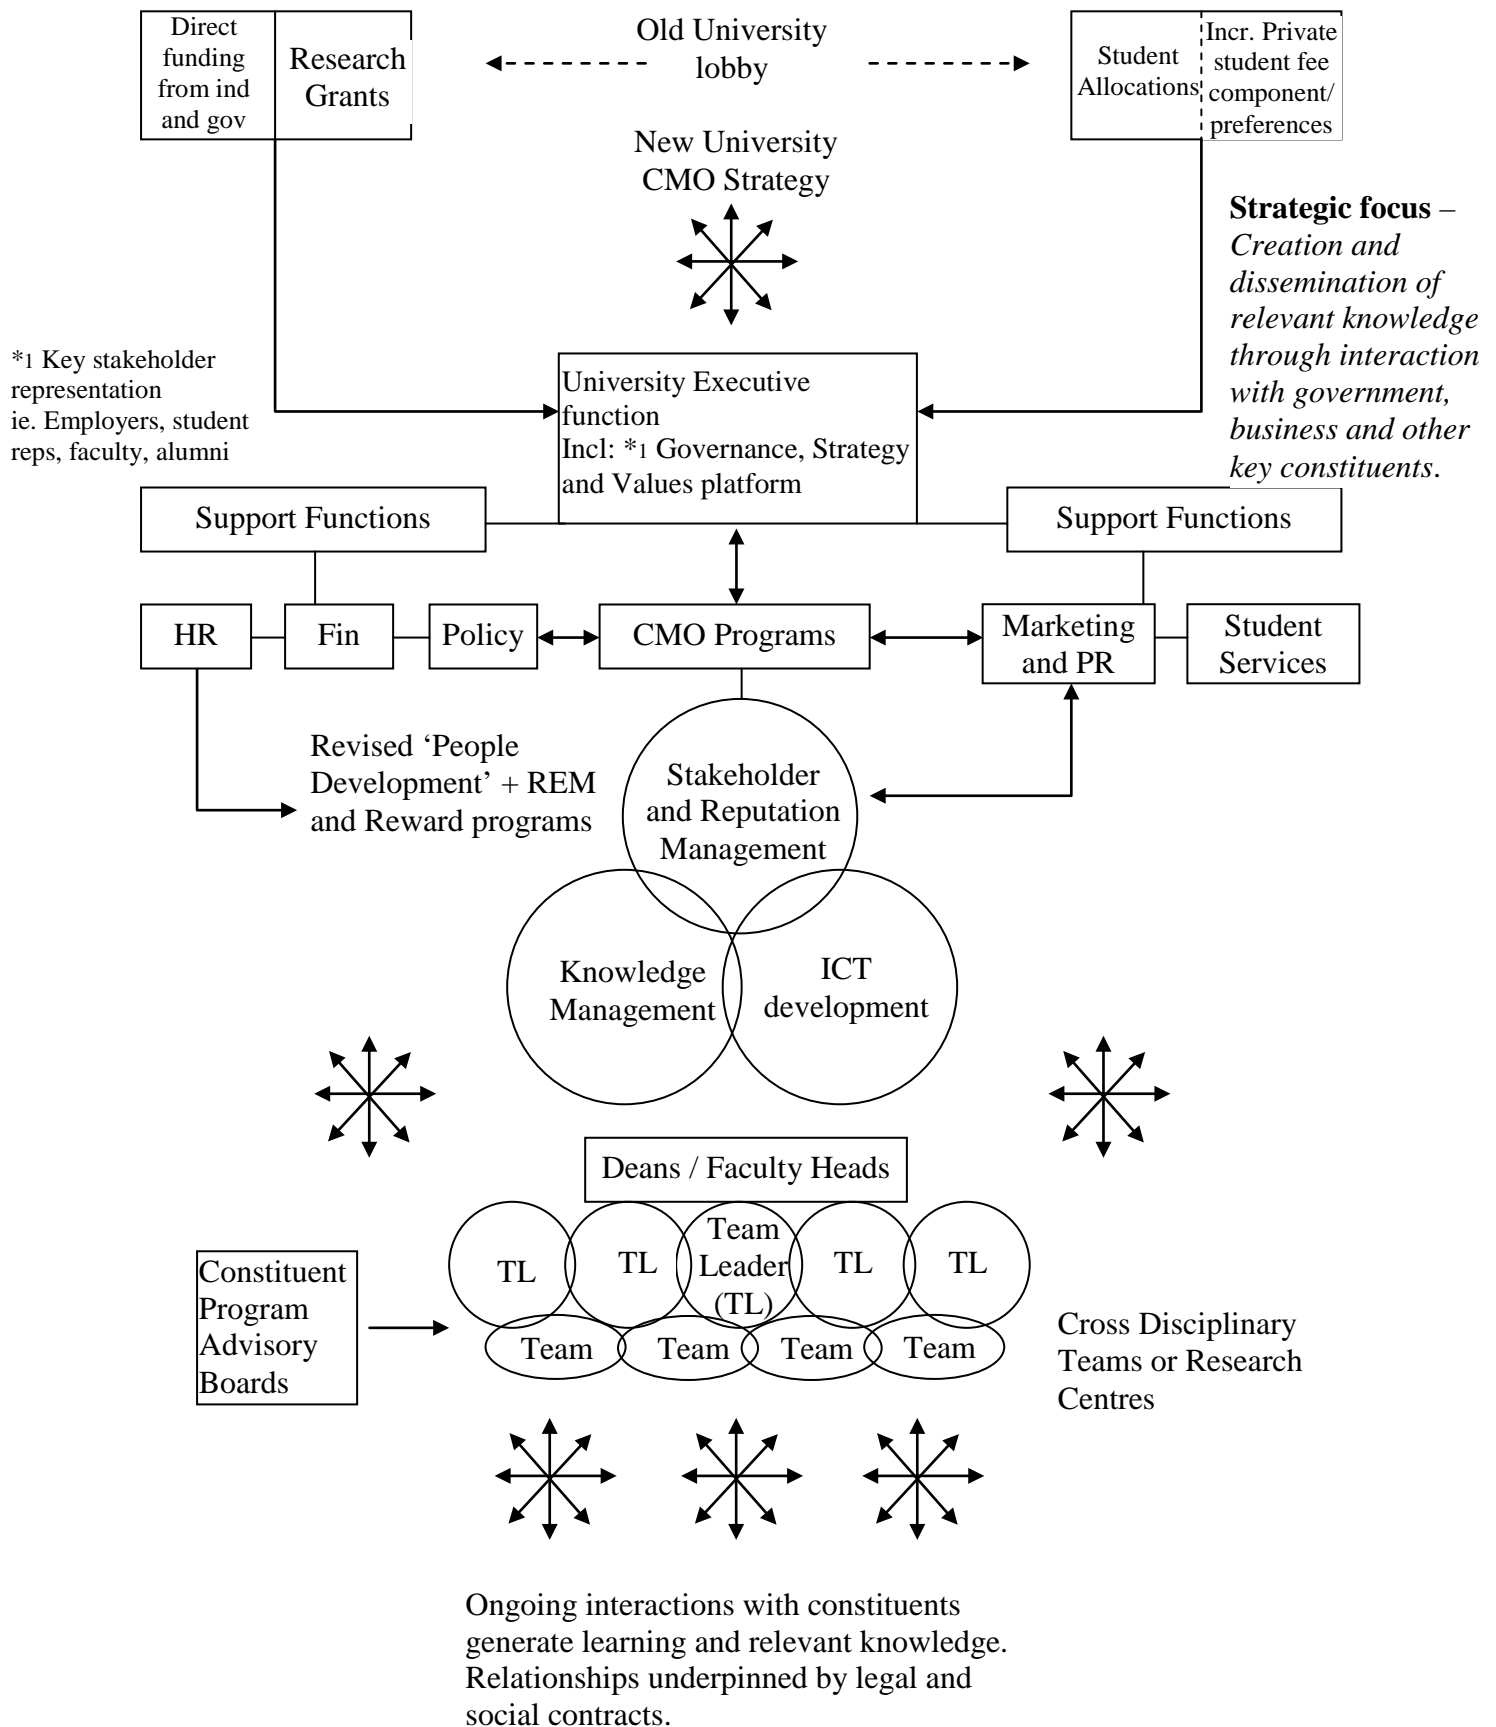 Direct
funding
from ind
and gov
Research
Grants
Old University
lobby
Student
Allocations
Incr. Private
student fee
component/
preferences
New University
CMO Strategy
Strategic focus –
Creation and
dissemination of
relevant knowledge
through interaction
with government,
business and other
key constituents.
*1 Key stakeholder
representation
ie. Employers, student
reps, faculty, alumni
University Executive
function
Incl: *1 Governance, Strategy
and Values platform
Support Functions
Support Functions
HR
Fin
Policy
CMO Programs
Marketing
and PR
Student
Services
Revised ‘People
Development’ + REM
and Reward programs
Stakeholder
and Reputation
Management
Knowledge
Management
ICT
development
Deans / Faculty Heads
TL
TL
Team
Leader
(TL)
TL
TL
Constituent
Program
Advisory
Boards
Team
Team
Team
Team
Cross Disciplinary
Teams or Research
Centres
Ongoing interactions with constituents
generate learning and relevant knowledge.
Relationships underpinned by legal and
social contracts.